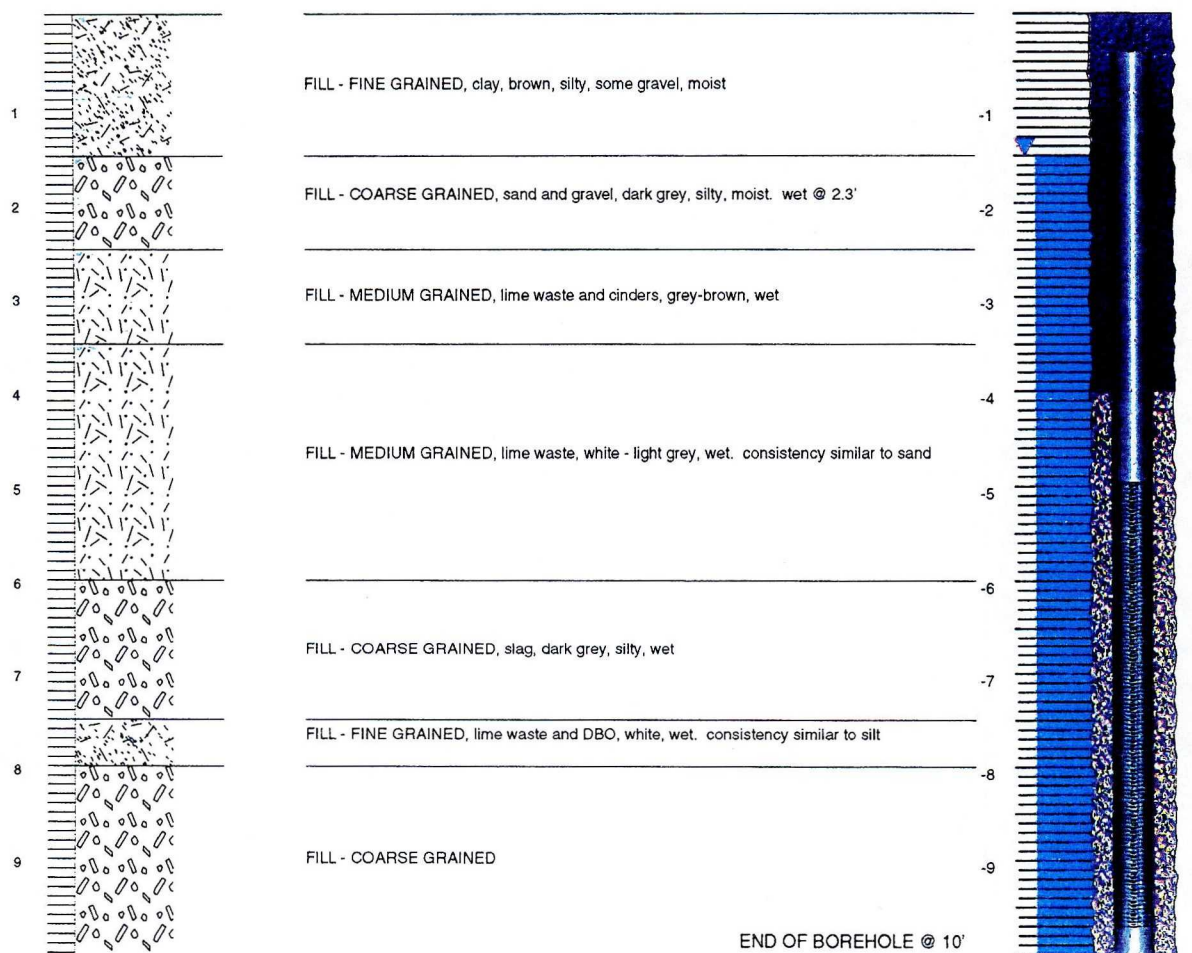 FILL - FINE GRAINED, clay, brown, silty, some gravel, moist
1
-1
FILL - COARSE GRAINED, sand and gravel, dark grey, silty, moist. wet @ 2.3'
2
-2
FILL - MEDIUM GRAINED, lime waste and cinders, grey-brown, wet
3
-3
4
-4
FILL - MEDIUM GRAINED, lime waste, white - light grey, wet. consistency similar to sand
5
-5
6
-6
FILL - COARSE GRAINED, slag, dark grey, silty, wet
7
-7
FILL - FINE GRAINED, lime waste and DBO, white, wet. consistency similar to silt
8
-8
FILL - COARSE GRAINED
9
-9
END OF BOREHOLE @ 10'